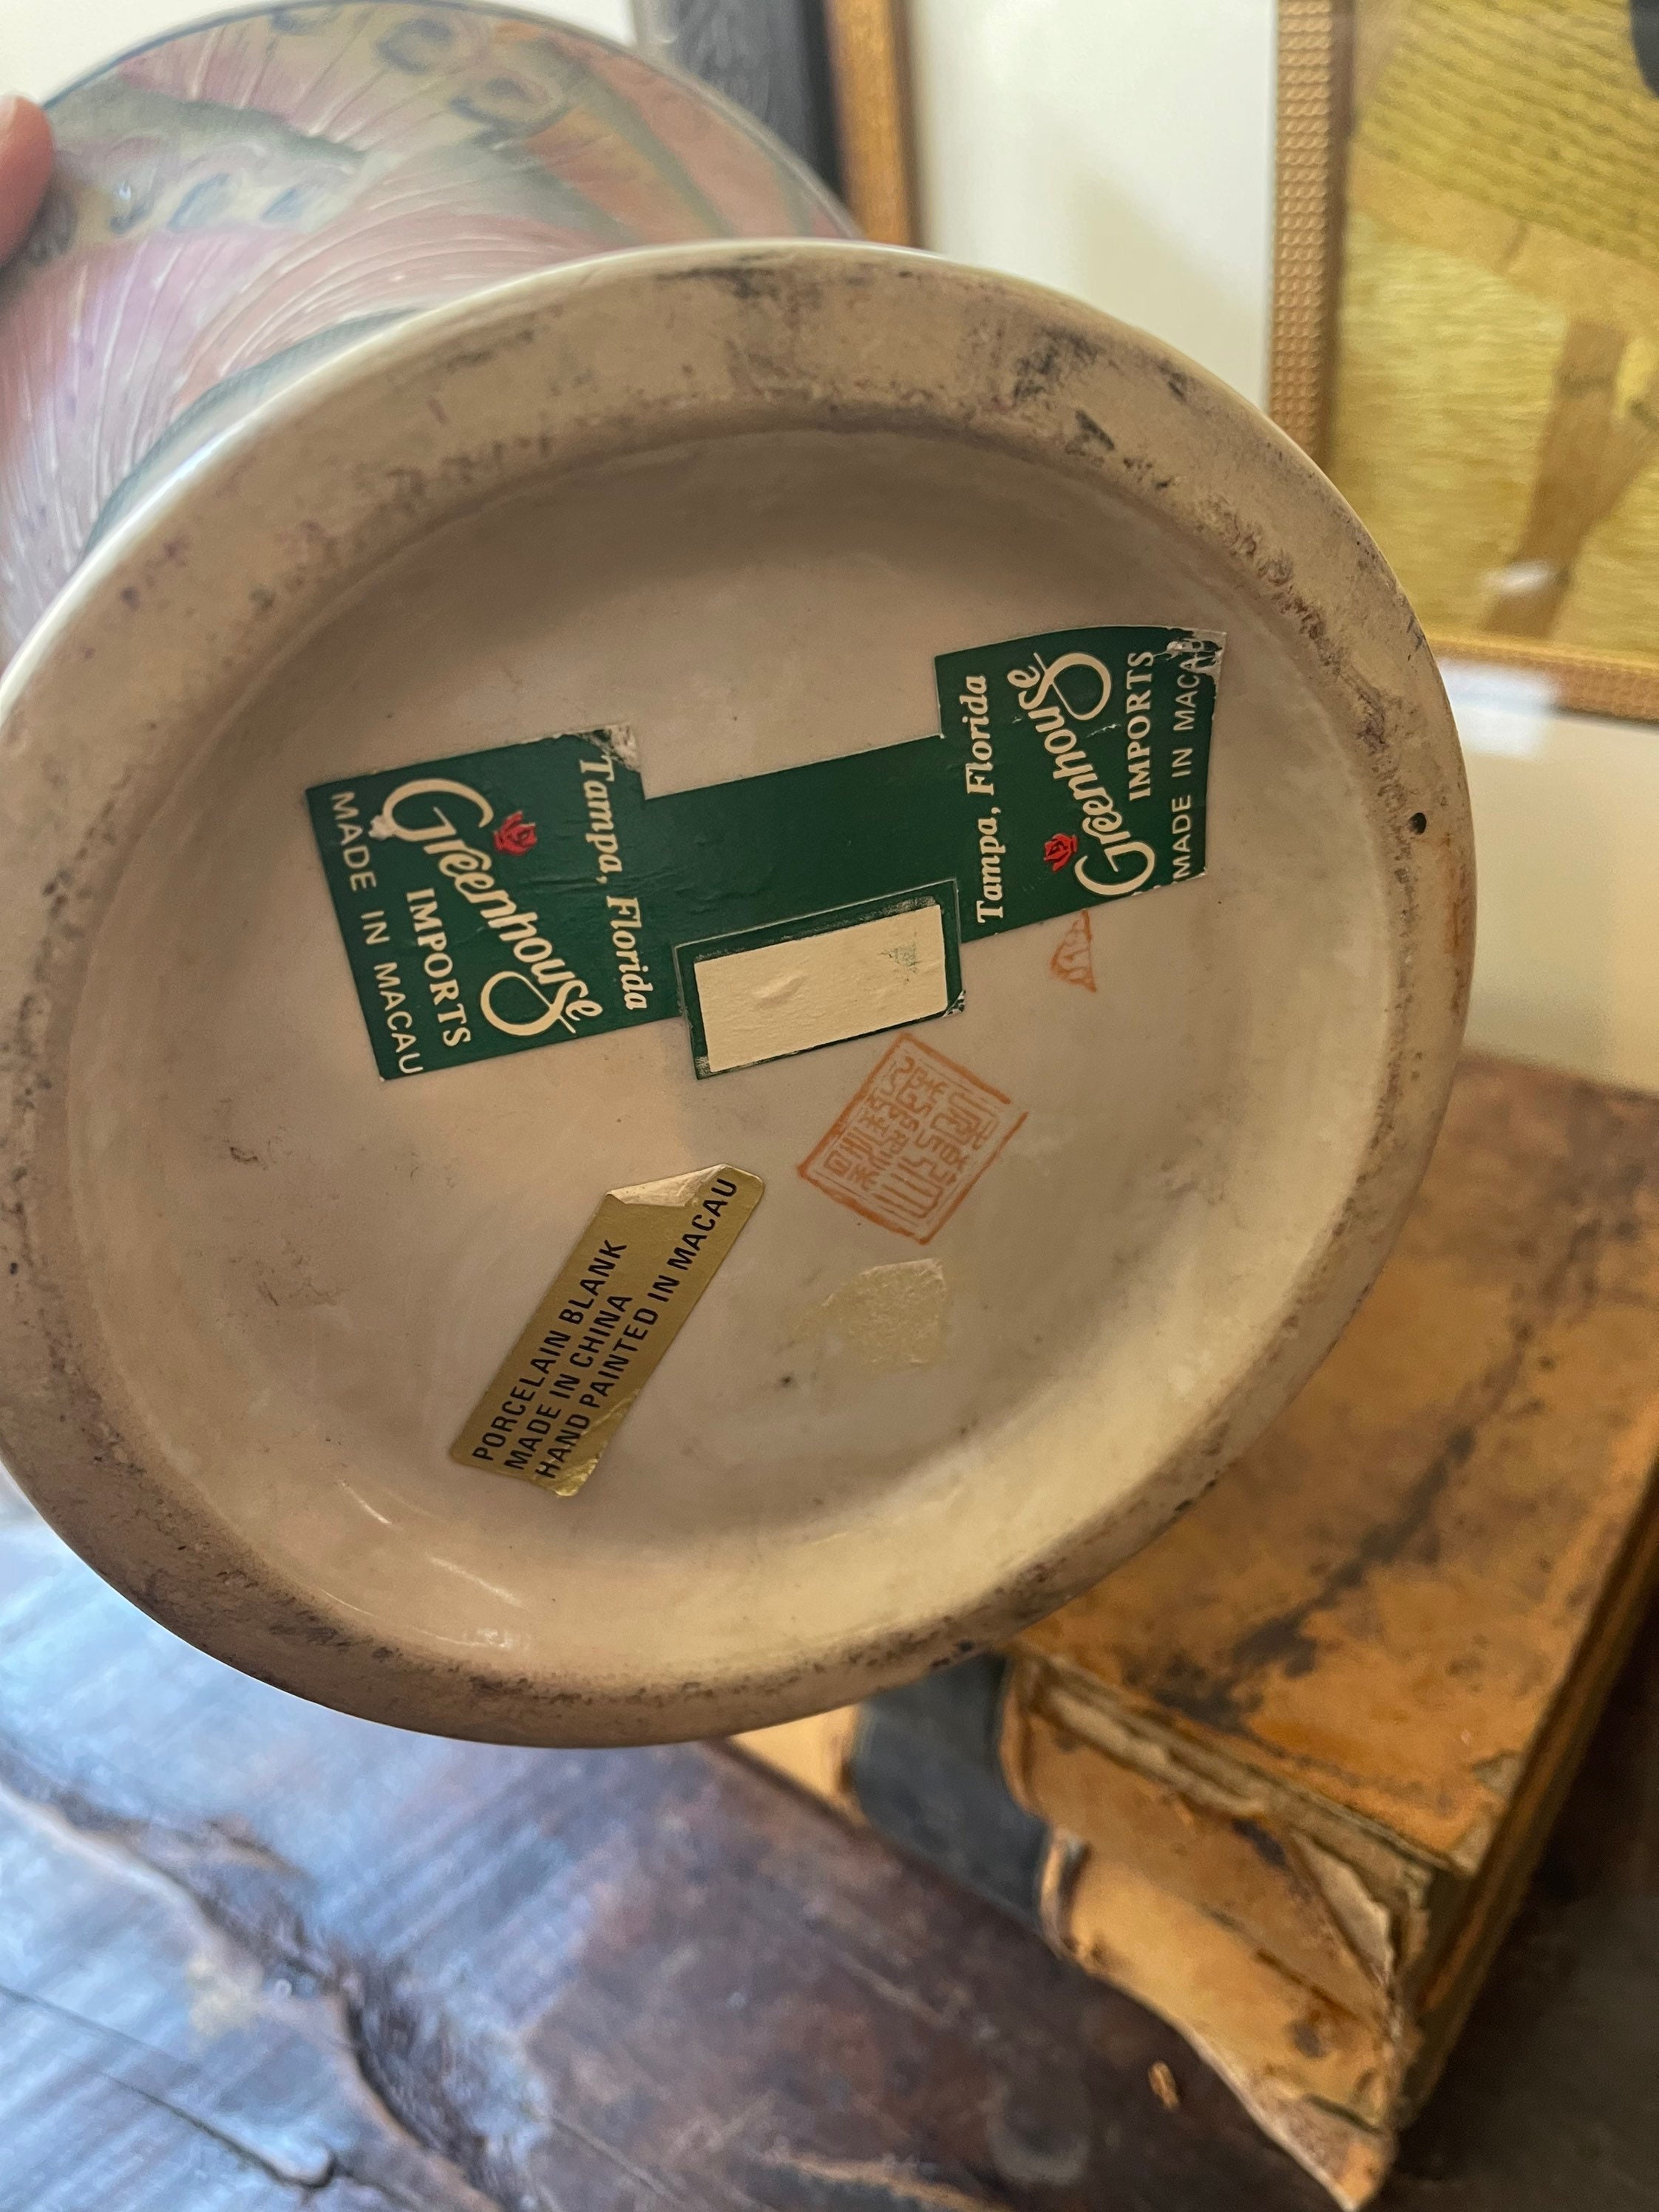 Tampa, Florida
Greenhouse
IMPORTS
MADE IN MACAU
Tampa, Florida
Greenhouse
IMPORTS
MADE IN MACAU
PORCELAIN BLANK
MADE IN CHINA
HAND PAINTED IN MACAU